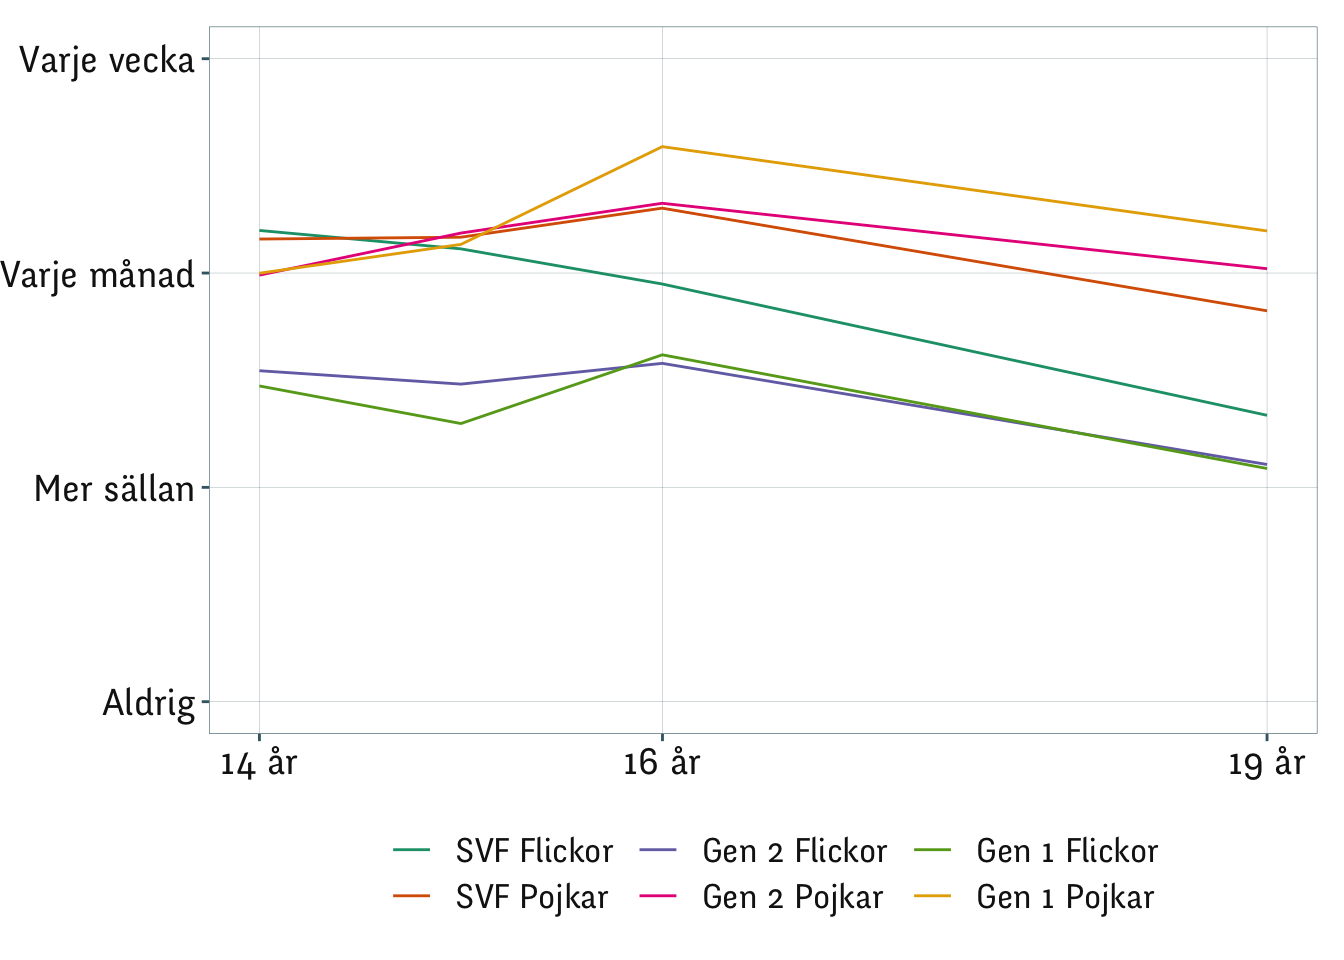 Varje vecka
Varje månad
Mer sällan
Aldrig
14 år 16 år 19 år
SVF Flickor Gen 2 Flickor Gen 1 Flickor
SVF Pojkar Gen 2 Pojkar Gen 1 Pojkar